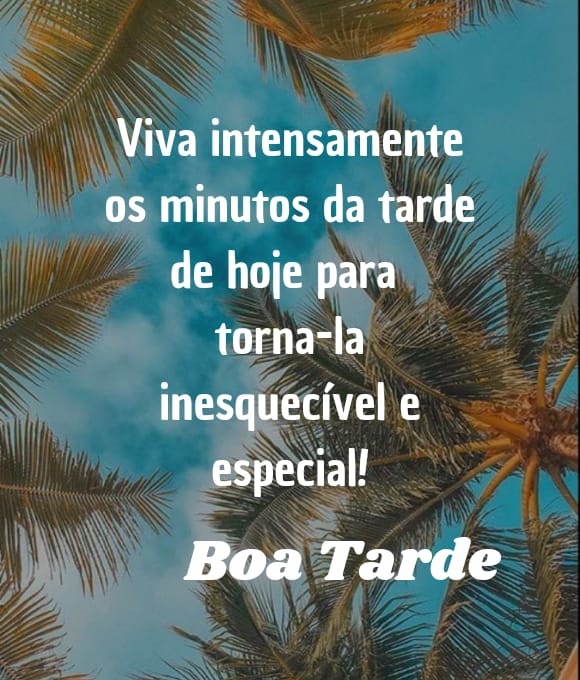 Viva intensamente
os minutos da tarde
de hoje para
torna-la
inesquecível e
especial!
Boa Tarde